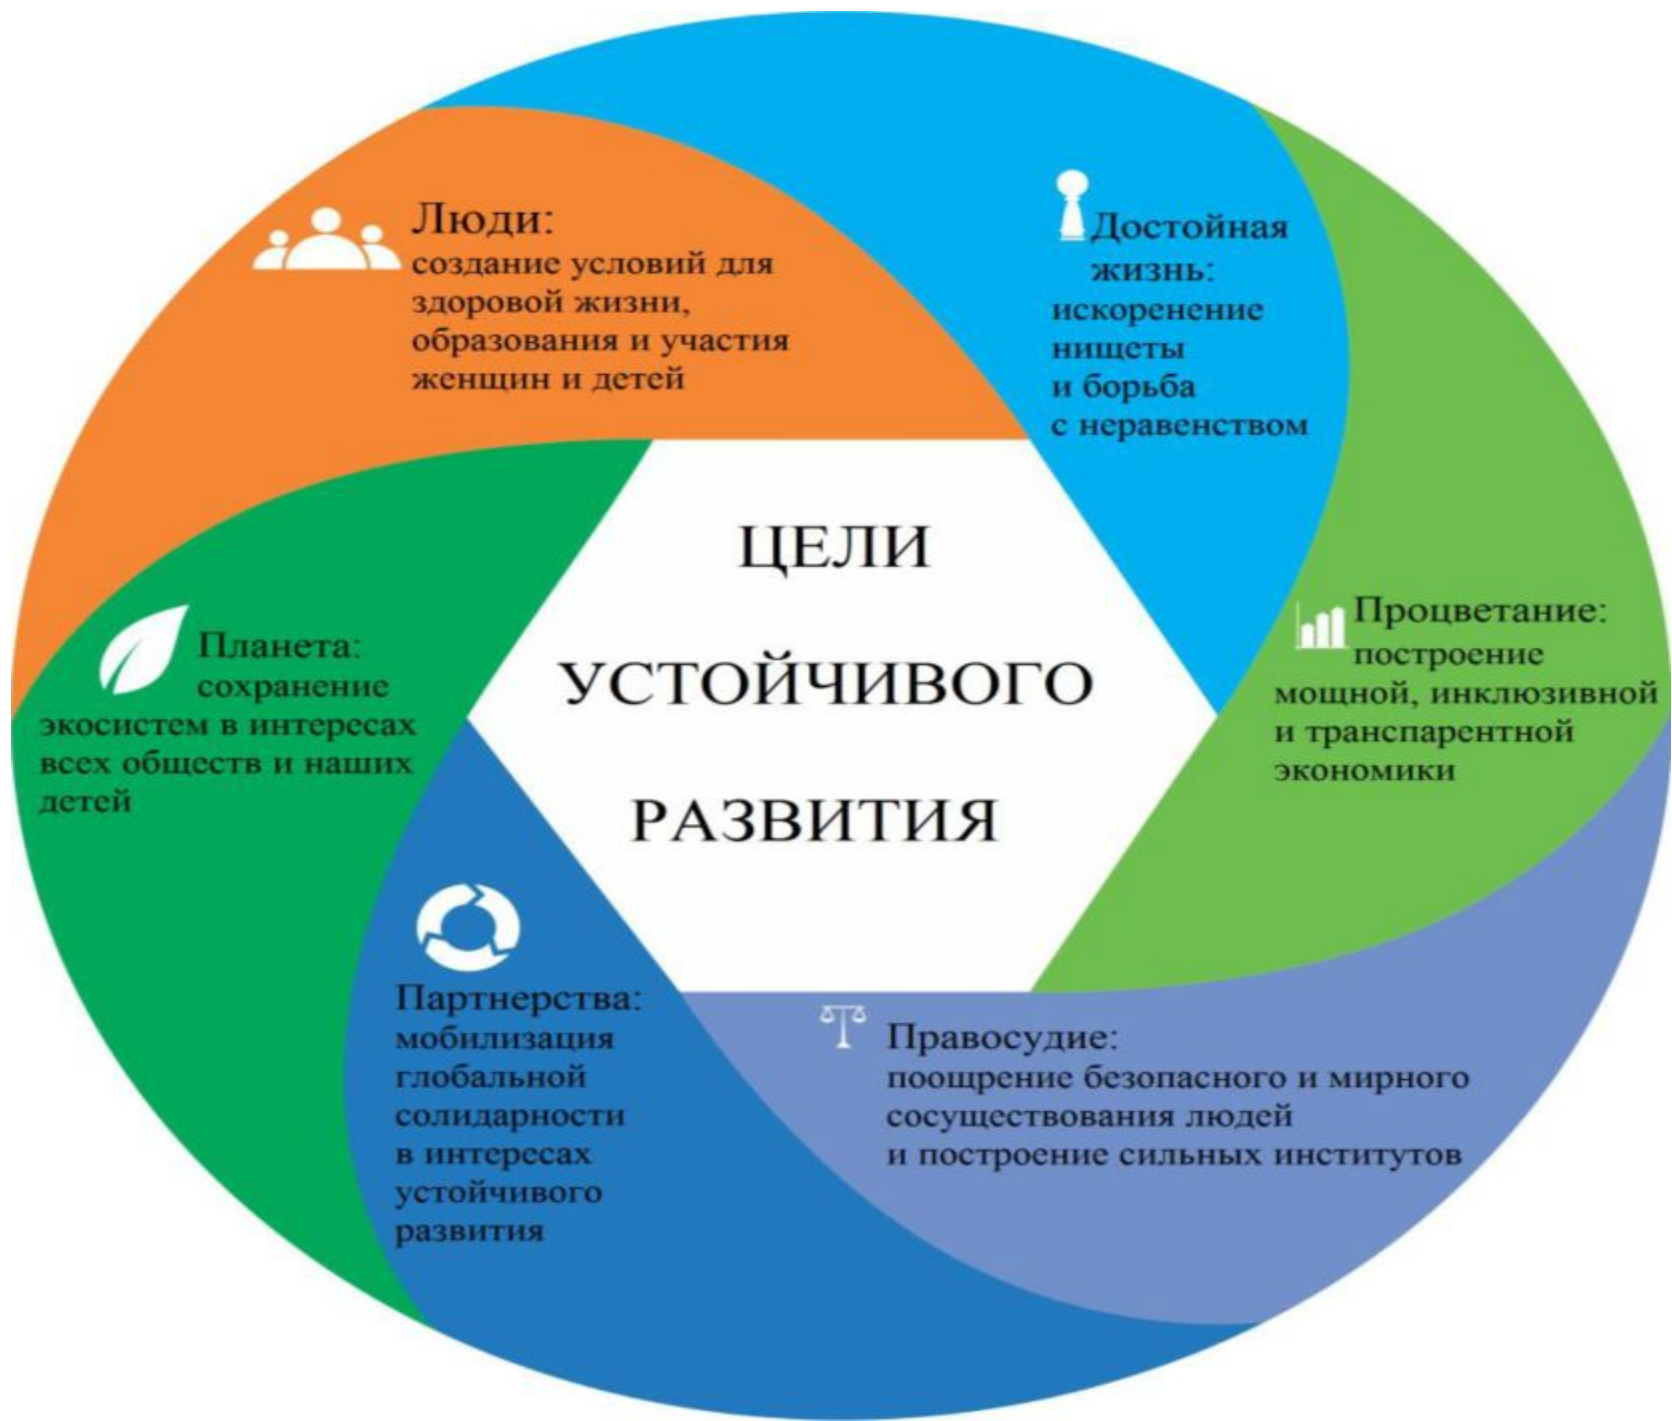 Люди:
создание условий для
здоровой жизни,
образования и участия
женщин и детей
Достойная
жизнь:
искоренение
нищеты
и борьба
с неравенством
ЦЕЛИ
УСТОЙЧИВОГО
РАЗВИТИЯ
Процветание:
построение
мощной, инклюзивной
и транспарентной
экономики
Планета:
сохранение
экосистем в интересах
всех обществ и наших
детей
Партнерства:
мобилизация
глобальной
солидарности
в интересах
устойчивого
развития
Правосудие:
поощрение безопасного и мирного
сосуществования людей
и построение сильных институтов